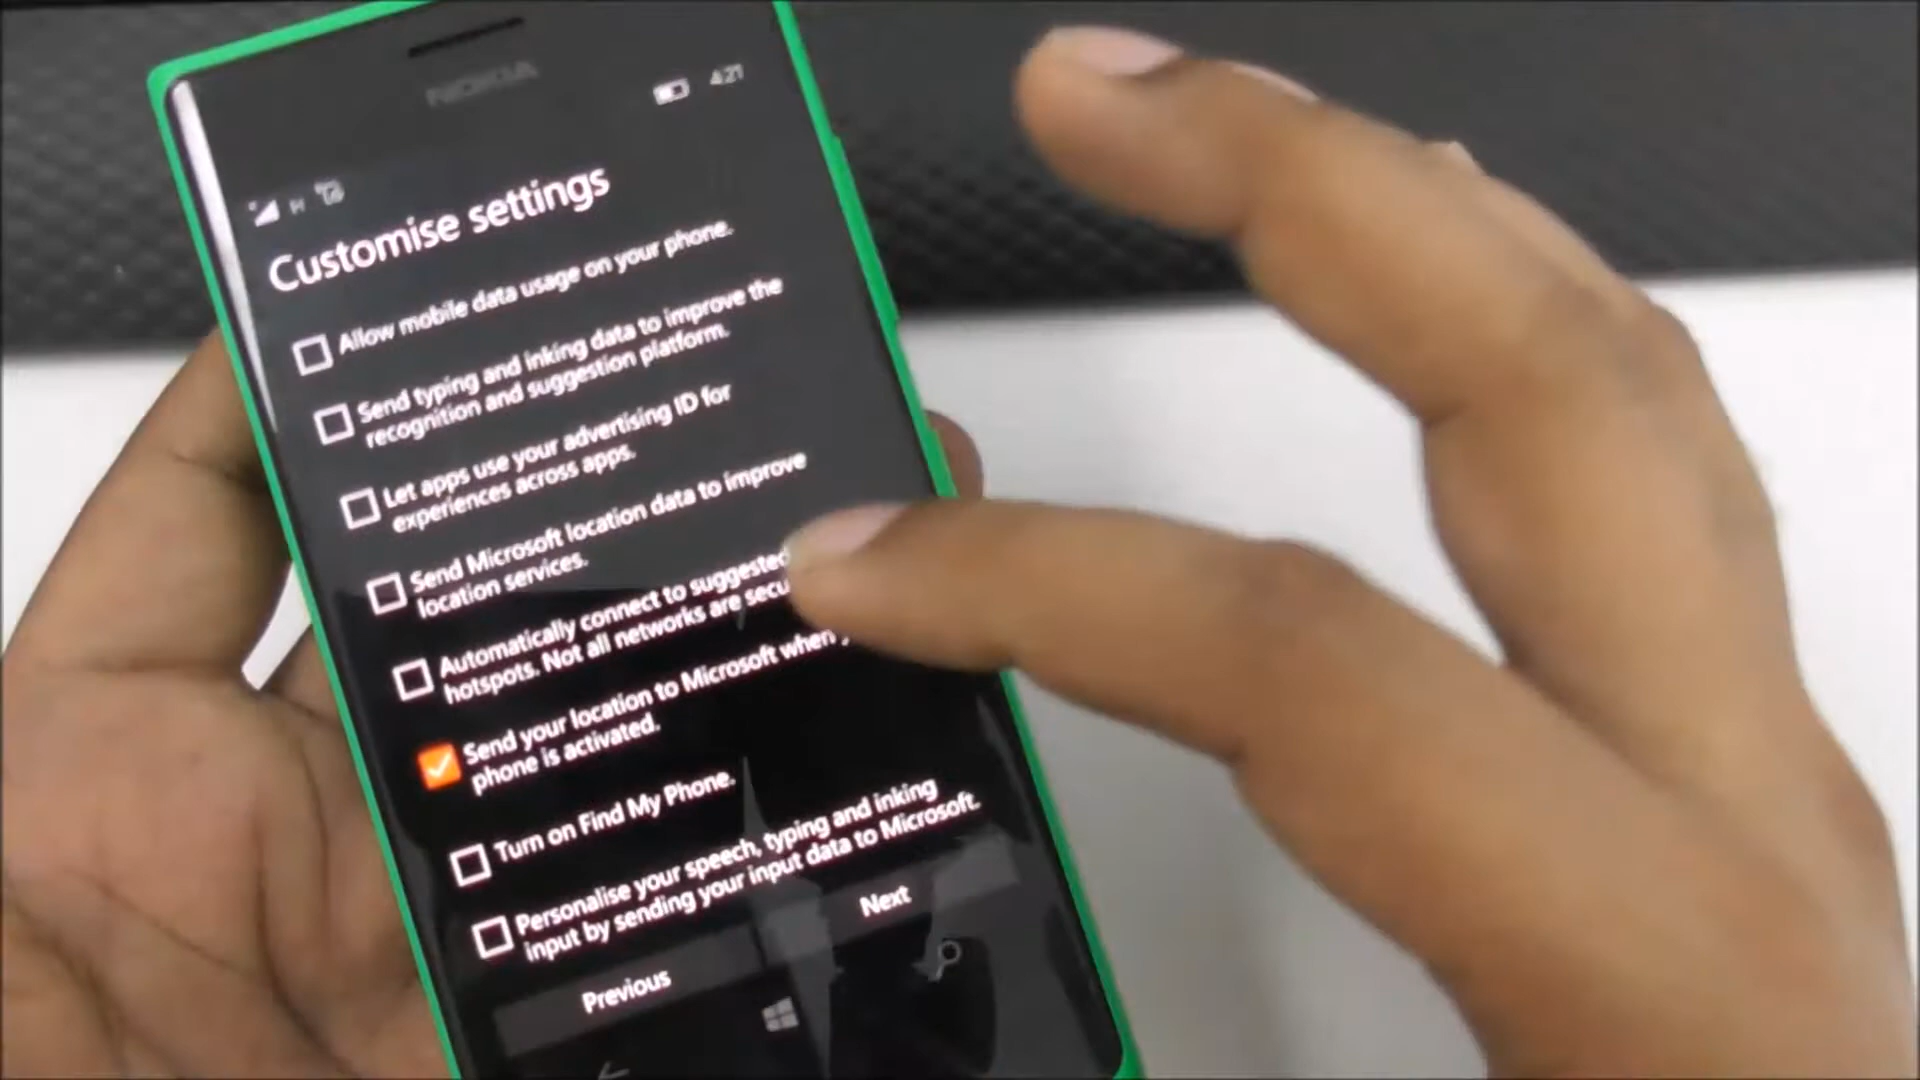 NOKIA
4:21
H
Customise settings
Allow mobile data usage on your phone.
Send typing and inking data to improve the
recognition and suggestion platform.
Let apps use your advertising ID for
experiences across apps.
Send Microsoft location data to improve
location services.
Automatically connect to suggested
hotspots. Not all networks are
Send your location to Microsoft when
phone is activated.
Turn on Find My Phone.
Personalise your speech, typing and inking
input by sending your input data to Microsoft.
Previous
Next